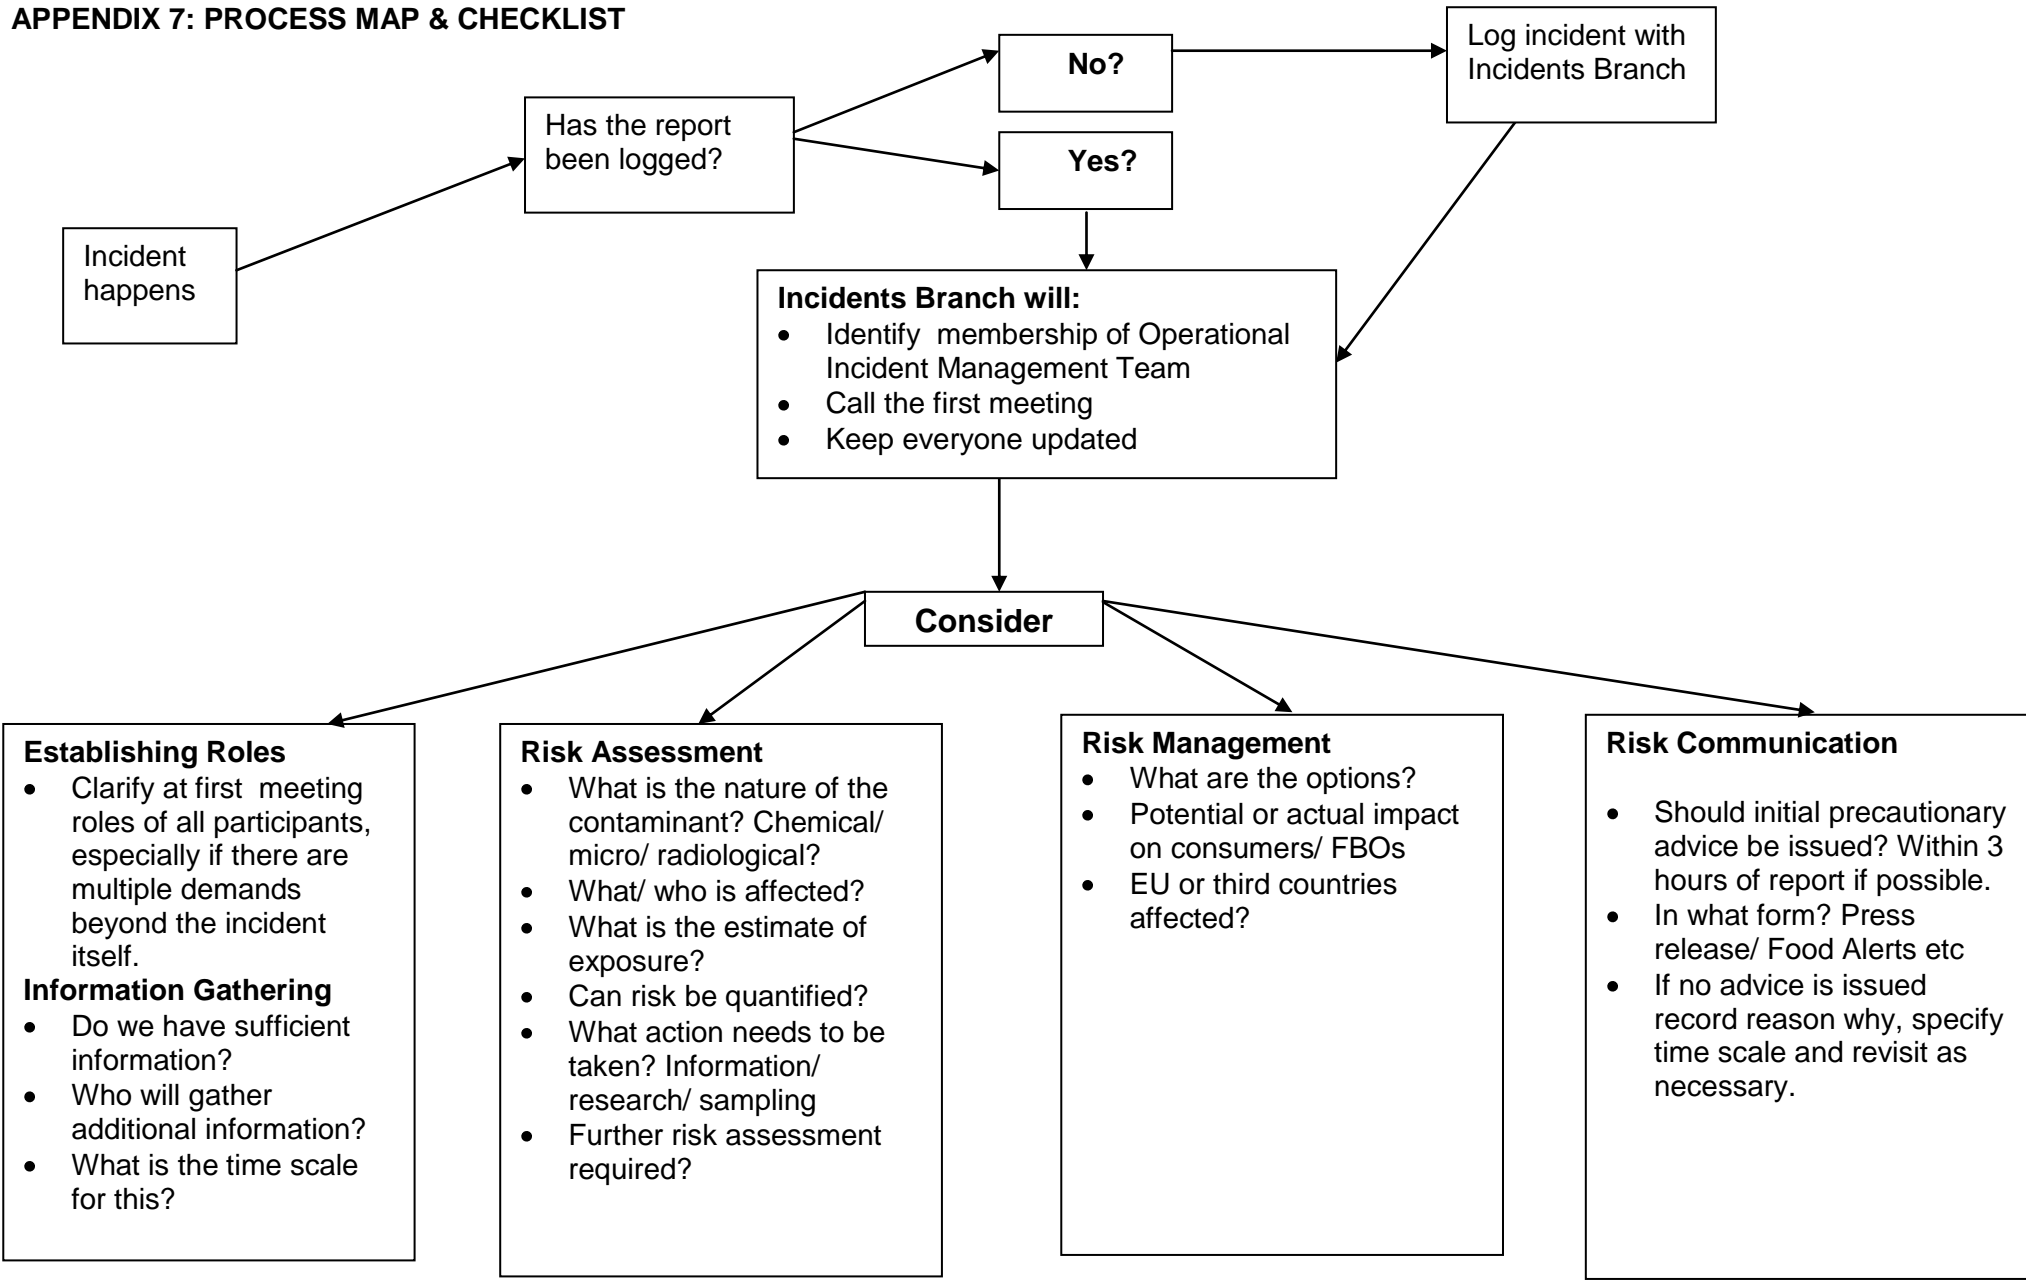 APPENDIX 7: PROCESS MAP & CHECKLIST
No?
Log incident with
Incidents Branch
Has the report
been logged?
Yes?
Incident
happens
Incidents Branch will:
• Identify  membership of Operational
Incident Management Team
• Call the first meeting
• Keep everyone updated
Consider
Establishing Roles
• Clarify at first  meeting
roles of all participants,
especially if there are
multiple demands
beyond the incident
itself.
Information Gathering
• Do we have sufficient
information?
• Who will gather
additional information?
• What is the time scale
for this?
Risk Assessment
• What is the nature of the
contaminant? Chemical/
micro/ radiological?
• What/ who is affected?
• What is the estimate of
exposure?
• Can risk be quantified?
• What action needs to be
taken? Information/
research/ sampling
• Further risk assessment
required?
Risk Management
• What are the options?
• Potential or actual impact
on consumers/ FBOs
• EU or third countries
affected?
Risk Communication
• Should initial precautionary
advice be issued? Within 3
hours of report if possible.
• In what form? Press
release/ Food Alerts etc
• If no advice is issued
record reason why, specify
time scale and revisit as
necessary.